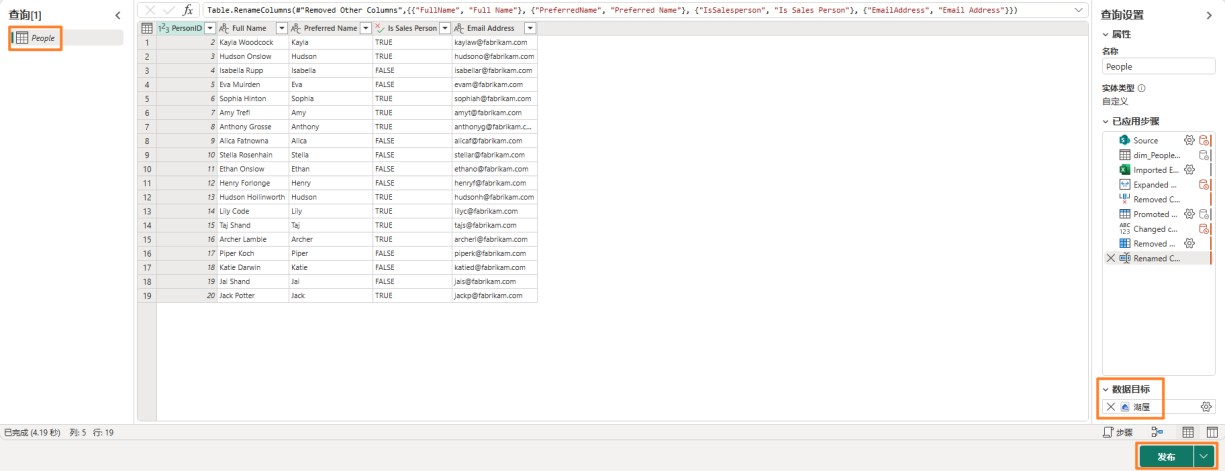 查询[1]
People
fx Table.RenameColumns(#"Removed Other Columns",{{"FullName", "Full Name"}, {"PreferredName", "Preferred Name"}, {"IsSalesperson", "Is Sales Person"}, {"EmailAddress", "Email Address"}})
1²3 PersonID ABC Full Name ABC Preferred Name Is Sales Person ABC Email Address
1 2 Kayla Woodcock Kayla TRUE kaylaw@fabrikam.com
2 3 Hudson Onslow Hudson TRUE hudsono@fabrikam.com
3 4 Isabella Rupp Isabella FALSE isabellar@fabrikam.com
4 5 Eva Muirden Eva FALSE evam@fabrikam.com
5 6 Sophia Hinton Sophia TRUE sophiah@fabrikam.com
6 7 Amy Trefl Amy TRUE amyt@fabrikam.com
7 8 Anthony Grosse Anthony TRUE anthonyg@fabrikam.c...
8 9 Alica Fatnowna Alica FALSE alicaf@fabrikam.com
9 10 Stella Rosenhain Stella FALSE stellar@fabrikam.com
10 11 Ethan Onslow Ethan FALSE ethano@fabrikam.com
11 12 Henry Forlonge Henry FALSE henryf@fabrikam.com
12 13 Hudson Hollinworth Hudson TRUE hudsonh@fabrikam.com
13 14 Lily Code Lily TRUE lilyc@fabrikam.com
14 15 Taj Shand Taj TRUE tajs@fabrikam.com
15 16 Archer Lamble Archer TRUE archerl@fabrikam.com
16 17 Piper Koch Piper FALSE piperk@fabrikam.com
17 18 Katie Darwin Katie FALSE katied@fabrikam.com
18 19 Jai Shand Jai FALSE jais@fabrikam.com
19 20 Jack Potter Jack TRUE jackp@fabrikam.com
查询设置
属性
名称
People
实体类型
自定义
已应用步骤
Source
dim_People...
Imported E...
Expanded ...
Removed C...
Promoted ...
ABC 123 Changed c...
Removed ...
Renamed C...
数据目标
湖屋
已完成 (4.19 秒) 列: 5 行: 19
步骤
发布